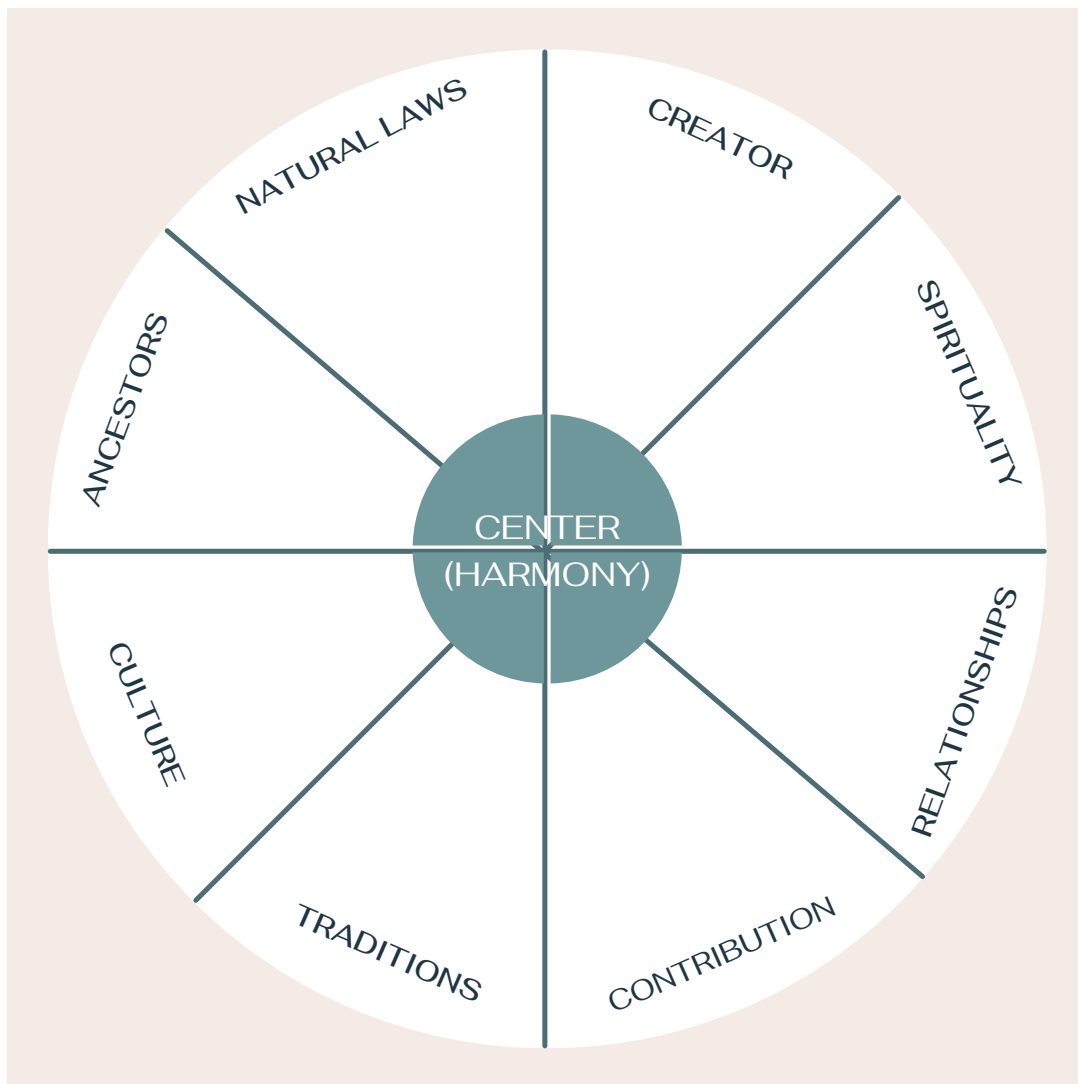 NATURAL LAWS
CREATOR
SPIRITUALITY
RELATIONSHIPS
CONTRIBUTION
TRADITIONS
CULTURE
ANCESTORS
CENTER
(HARMONY)